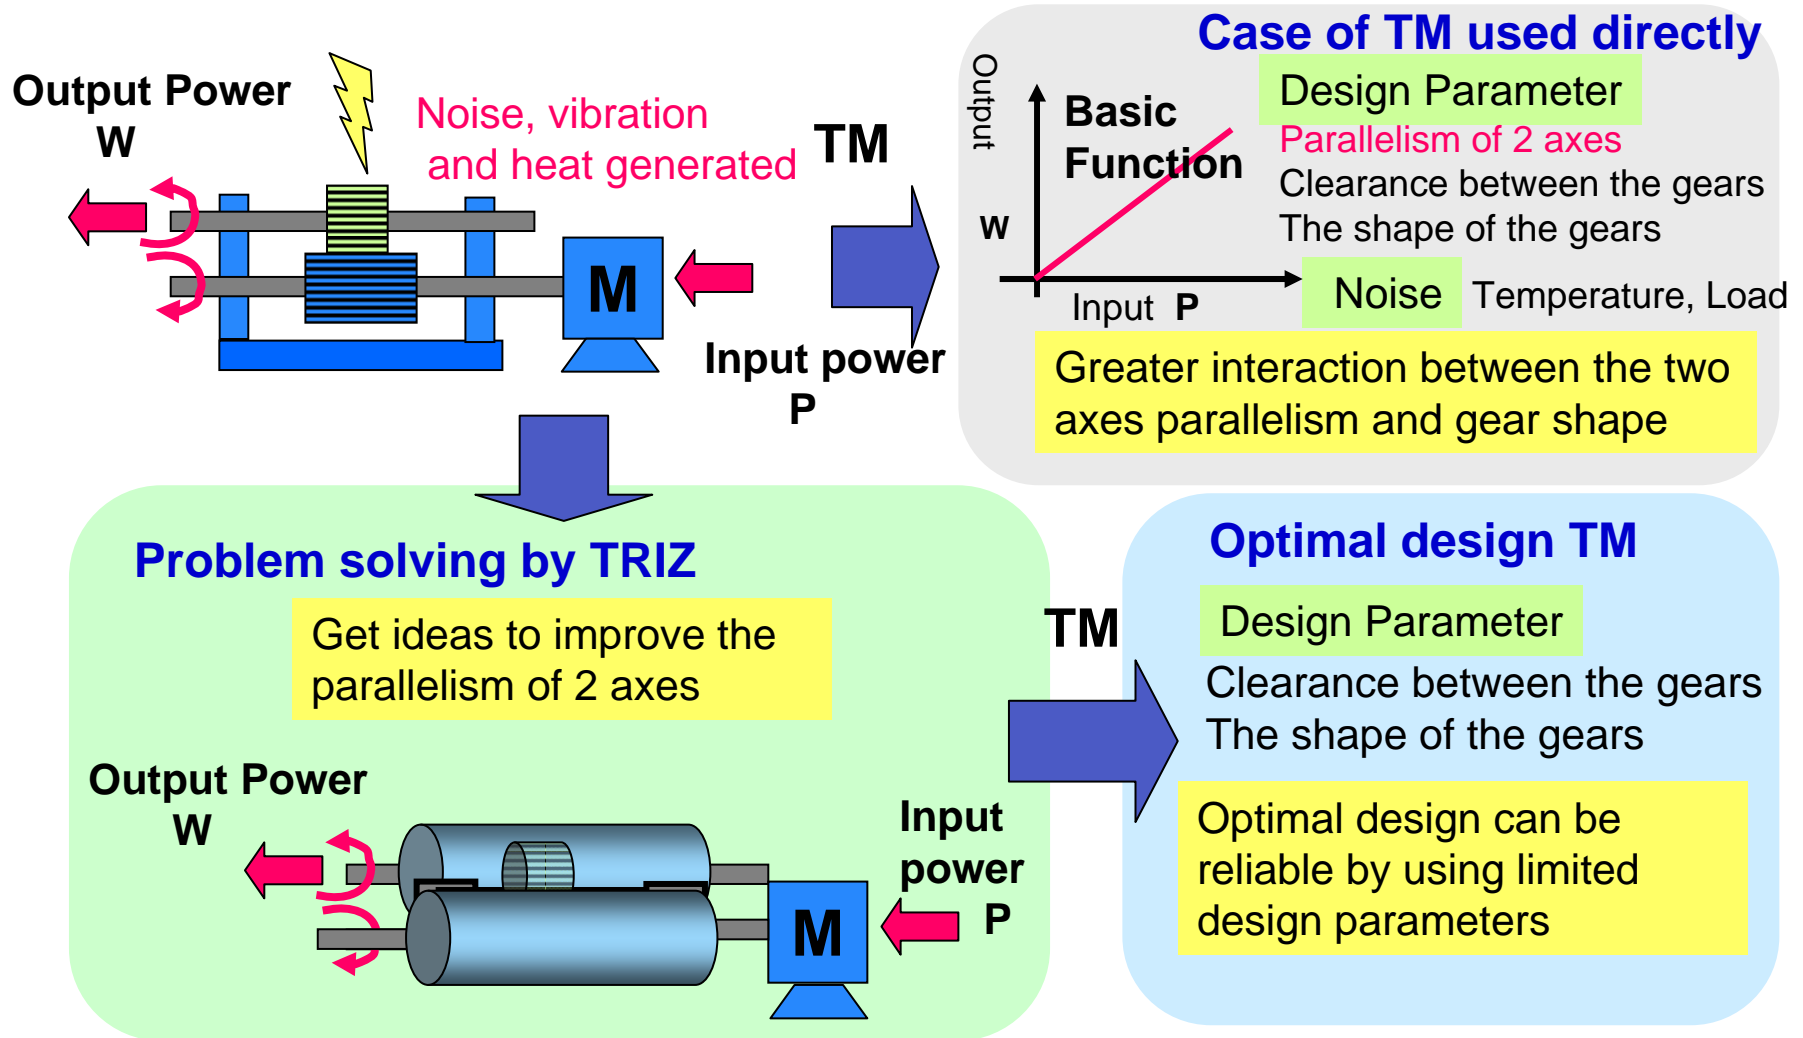 Output Power
W
Noise, vibration
and heat generated
M
Input power
P
TM
Case of TM used directly
Output
W
Basic
Function
Input P
Design Parameter
Parallelism of 2 axes
Clearance between the gears
The shape of the gears
Noise Temperature, Load
Greater interaction between the two
axes parallelism and gear shape
Problem solving by TRIZ
Get ideas to improve the
parallelism of 2 axes
Output Power
W
M
Input
power
P
TM
Optimal design TM
Design Parameter
Clearance between the gears
The shape of the gears
Optimal design can be
reliable by using limited
design parameters